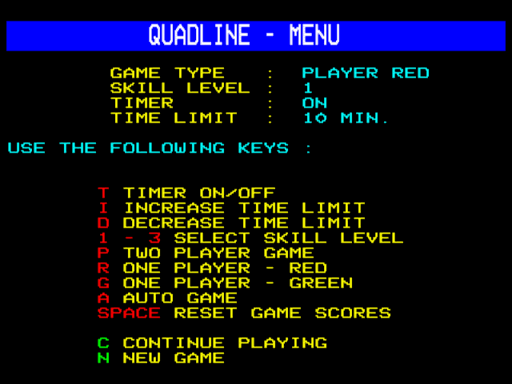 QUADLINE - MENU
GAME TYPE : PLAYER RED
SKILL LEVEL : 1
TIMER : ON
TIME LIMIT : 10 MIN.
USE THE FOLLOWING KEYS :
T TIMER ON/OFF
I INCREASE TIME LIMIT
D DECREASE TIME LIMIT
1 - 3 SELECT SKILL LEVEL
P TWO PLAYER GAME
R ONE PLAYER - RED
G ONE PLAYER - GREEN
A AUTO GAME
SPACE RESET GAME SCORES
C CONTINUE PLAYING
N NEW GAME